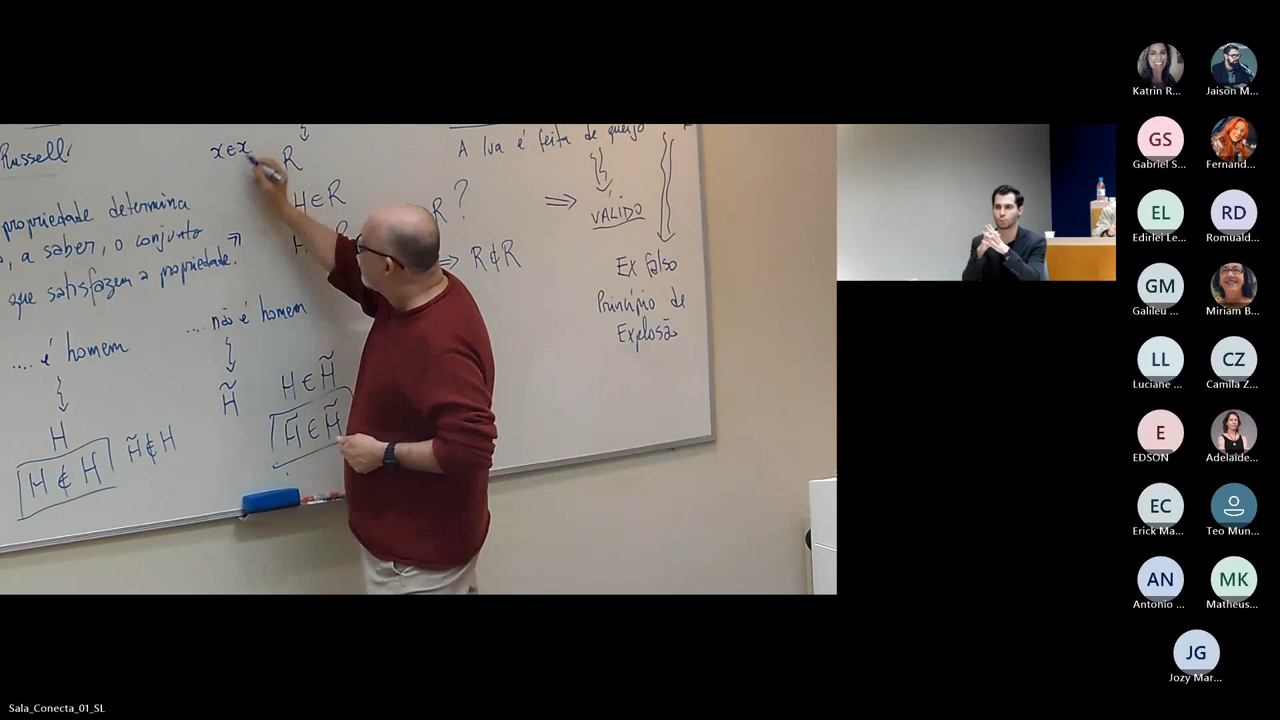 Russell
propriedade determina
, a saber, o conjunto
que satisfazem a propriedade.
.... é homem
H
H ∉ H
H̃ ∉ H
.... não é homem
H̃
H ∈ H̃
H̃ ∈ H̃
x ∈ x
R
H ∈ R
R ?
⟹ R ∉ R
A lua é feita de queijo
⟹
VÁLIDO
Ex falso
Princípio de
Explosão
Katrin R...
Jaison M...
GS
Gabriel S...
Fernand...
EL
Edirlei Le...
RD
Romuald...
GM
Galileu ...
Miriam B...
LL
Luciane ...
CZ
Camila Z...
E
EDSON
Adelaide...
EC
Erick Ma...
Teo Mun...
AN
Antonio ...
MK
Matheus...
JG
Jozy Mar...
Sala_Conecta_01_SL